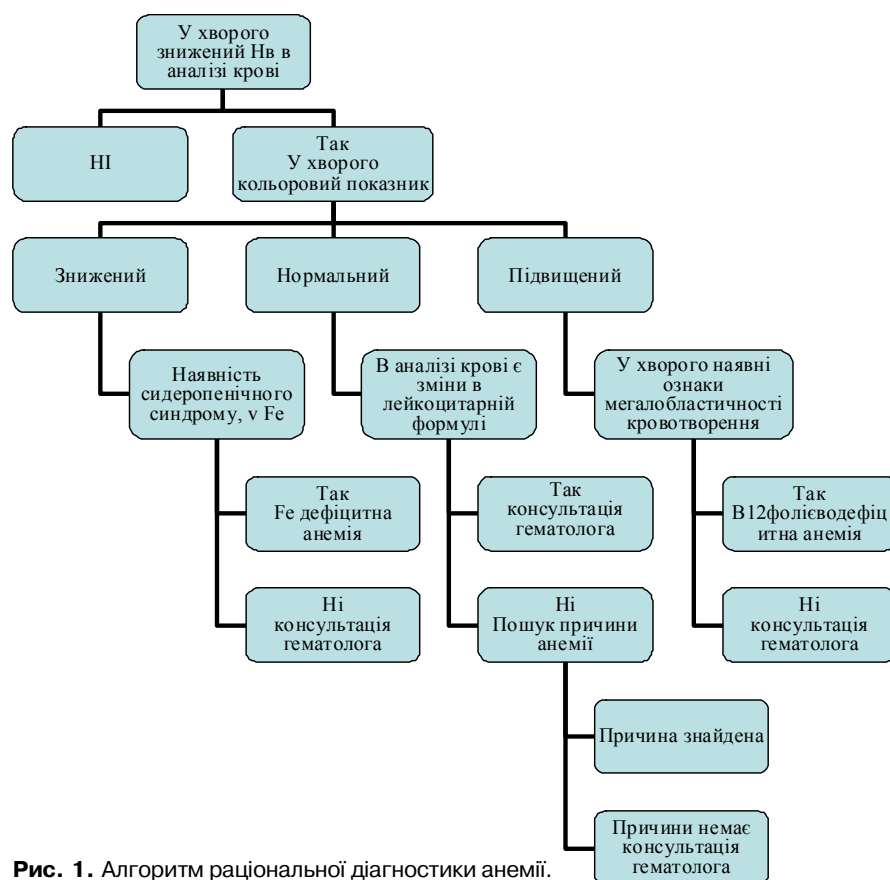 У хворого
знижений Нв в
аналізі крові
НІ
Так
У хворого
кольоровий показник
Знижений
Нормальний
Підвищений
Наявність
сидеропенічного
синдрому, v Fe
В аналізі крові є
зміни в
лейкоцитарній
формулі
У хворого наявні
ознаки
мегалобластичності
кровотворення
Так
Fe дефіцитна
анемія
Так
консультація
гематолога
Так
В12фолієводефіц
итна анемія
Ні
консультація
гематолога
Ні
Пошук причини
анемії
Ні
консультація
гематолога
Причина знайдена
Причини немає
консультація
гематолога
Рис. 1. Алгоритм раціональної діагностики анемії.